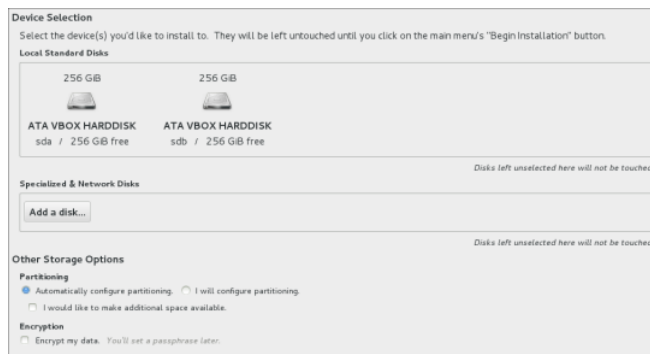 Device Selection
Select the device(s) you'd like to install to. They will be left untouched until you click on the main menu's "Begin Installation" button.
Local Standard Disks
256 GiB 256 GiB
ATA VBOX HARDDISK ATA VBOX HARDDISK
sda / 256 GiB free sdb / 256 GiB free
Disks left unselected here will not be touched
Specialized & Network Disks
Add a disk...
Disks left unselected here will not be touched
Other Storage Options
Partitioning
Automatically configure partitioning. I will configure partitioning.
I would like to make additional space available.
Encryption
Encrypt my data. You'll set a passphrase later.